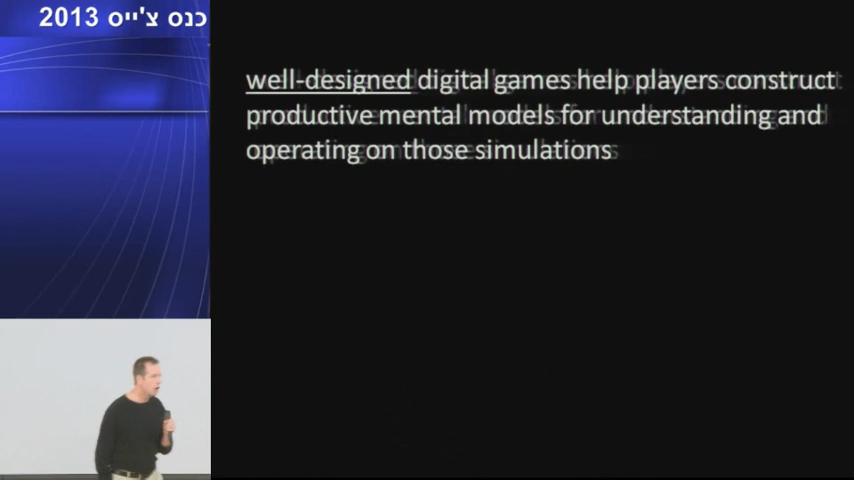 כנס צ'ייס 2013
well-designed digital games help players construct
productive mental models for understanding and
operating on those simulations